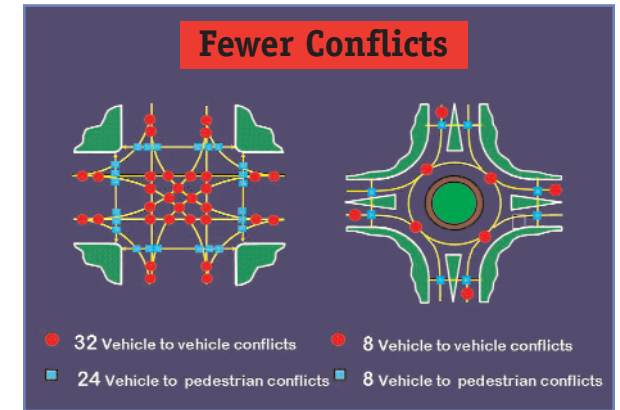 Fewer Conflicts
32 Vehicle to vehicle conflicts
24 Vehicle to pedestrian conflicts
8 Vehicle to vehicle conflicts
8 Vehicle to pedestrian conflicts